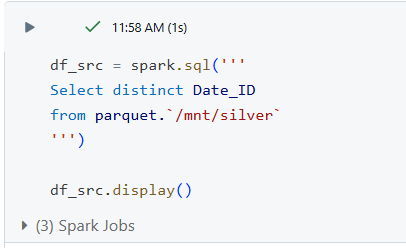 11:58 AM (1s)
df_src = spark.sql('''
Select distinct Date_ID
from parquet.`/mnt/silver`
''')
df_src.display()
(3) Spark Jobs